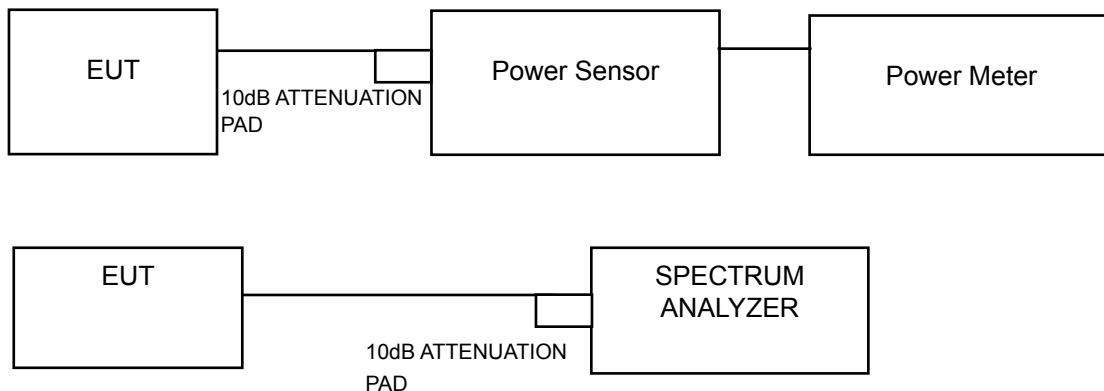 EUT
10dB ATTENUATION
PAD
Power Sensor
Power Meter
EUT
10dB ATTENUATION
PAD
SPECTRUM
ANALYZER